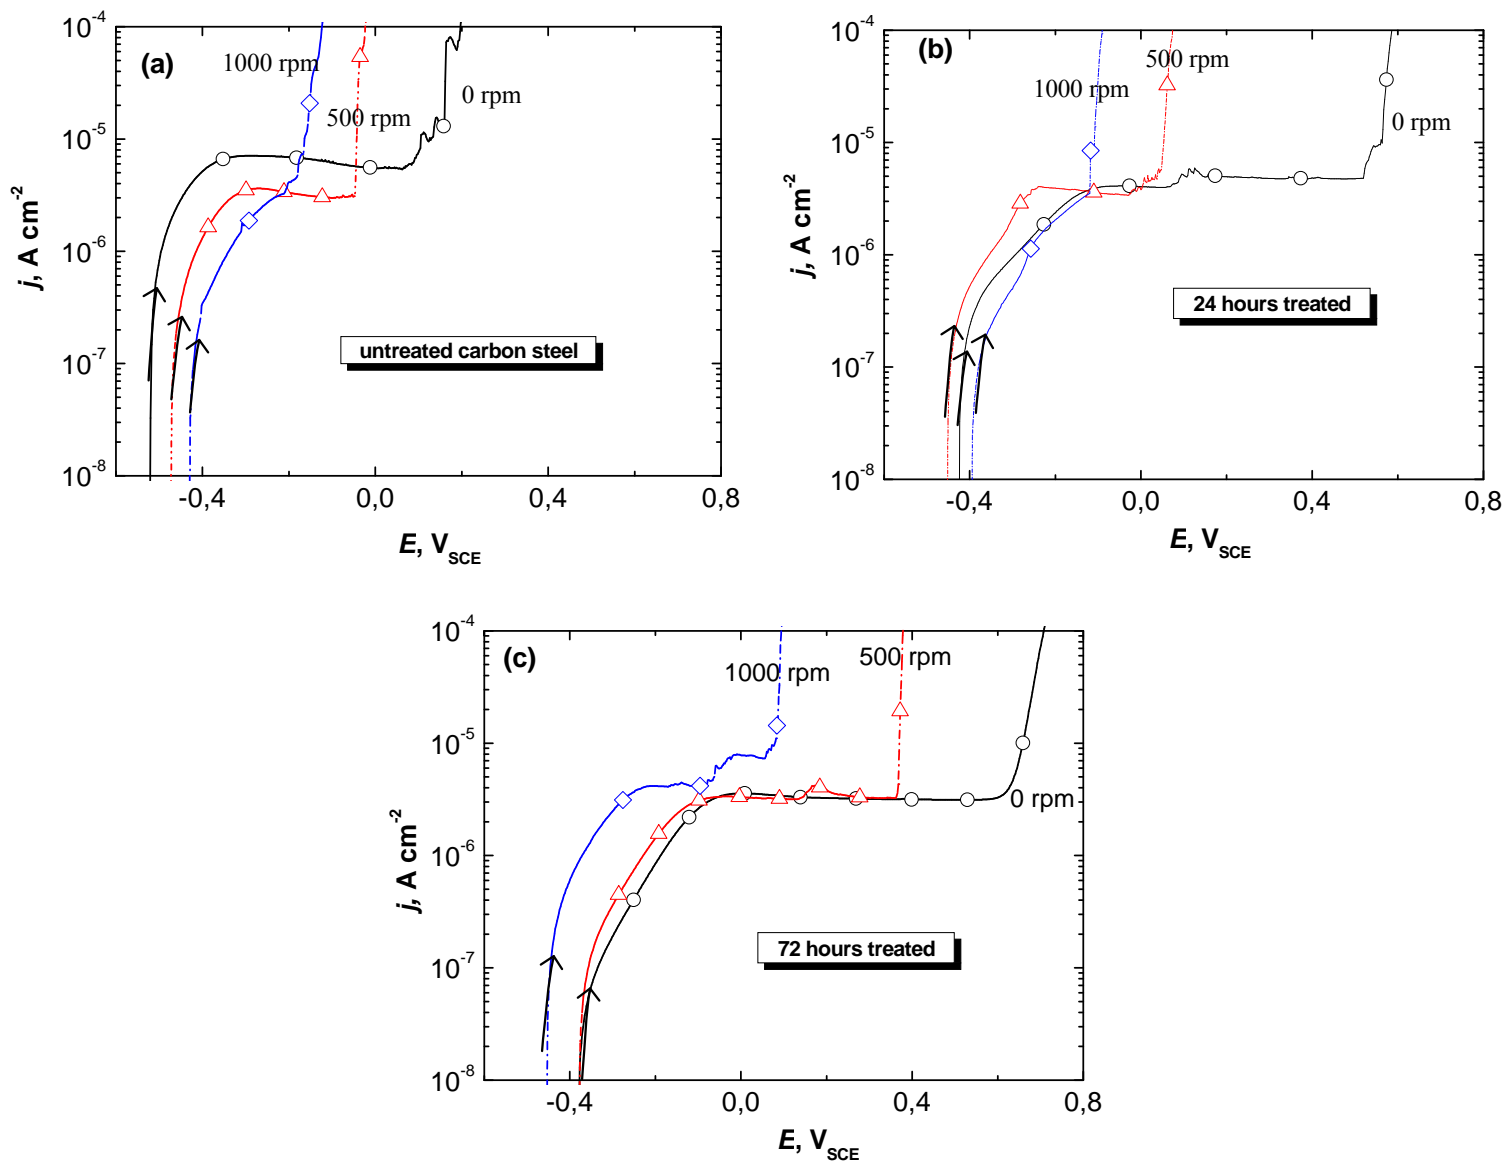 (a)
1000 rpm
500 rpm
0 rpm
10-4
10-5
10-6
10-7
10-8
j, A cm-2
untreated carbon steel
-0,4
0,0
0,4
0,8
E, VSCE
(b)
500 rpm
1000 rpm
0 rpm
10-4
10-5
10-6
10-7
10-8
j, A cm-2
24 hours treated
-0,4
0,0
0,4
0,8
E, VSCE
(c)
500 rpm
1000 rpm
0 rpm
10-4
10-5
10-6
10-7
10-8
j, A cm-2
72 hours treated
-0,4
0,0
0,4
0,8
E, VSCE